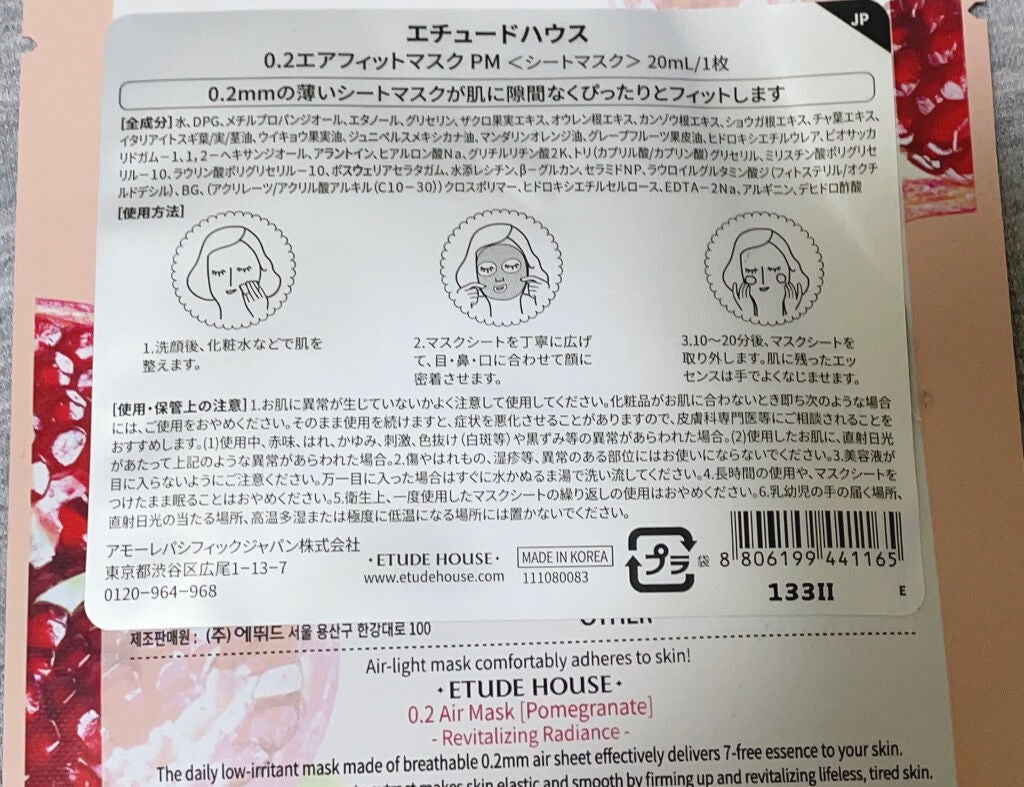 JP
エチュードハウス
0.2エアフィットマスク PM ＜シートマスク＞ 20mL/1枚
0.2mmの薄いシートマスクが肌に隙間なくぴったりとフィットします
[全成分] 水、DPG、メチルプロパンジオール、エタノール、グリセリン、ザクロ果実エキス、オウレン根エキス、カンゾウ根エキス、ショウガ根エキス、チャ葉エキス、
イタリアイトスギ葉/実/茎油、ウイキョウ果実油、ジュニペルスメキシカナ油、マンダリンオレンジ油、グレープフルーツ果皮油、ヒドロキシエチルウレア、ビオサッカ
リドガム－1、1，2－ヘキサンジオール、アラントイン、ヒアルロン酸Na、グリチルリチン酸2K、トリ（カプリル酸/カプリン酸）グリセリル、ミリスチン酸ポリグリセ
リル－10、ラウリン酸ポリグリセリル－10、ボスウェリアセラタガム、水添レシチン、β－グルカン、セラミドNP、ラウロイルグルタミン酸ジ（フィトステリル/オクチ
ルドデシル）、BG、（アクリレーツ/アクリル酸アルキル（C10－30））クロスポリマー、ヒドロキシエチルセルロース、EDTA－2Na、アルギニン、デヒドロ酢酸
[使用方法]
1.洗顔後、化粧水などで肌を
整えます。
2.マスクシートを丁寧に広げ
て、目・鼻・口に合わせて顔に
密着させます。
3.10～20分後、マスクシートを
取り外します。肌に残ったエッ
センスは手でよくなじませます。
[使用・保管上の注意] 1.お肌に異常が生じていないかよく注意して使用してください。化粧品がお肌に合わないとき即ち次のような場合
には、ご使用をおやめください。そのまま使用を続けますと、症状を悪化させることがありますので、皮膚科専門医等にご相談されることを
おすすめします。(1)使用中、赤味、はれ、かゆみ、刺激、色抜け（白斑等）や黒ずみ等の異常があらわれた場合。(2)使用したお肌に、直射日光
があたって上記のような異常があらわれた場合。2.傷やはれもの、湿疹等、異常のある部位にはお使いにならないでください。3.美容液が
目に入らないようにご注意ください。万一目に入った場合はすぐに水かぬるま湯で洗い流してください。4.長時間の使用や、マスクシートを
つけたまま眠ることはおやめください。5.衛生上、一度使用したマスクシートの繰り返しの使用はおやめください。6.乳幼児の手の届く場所、
直射日光の当たる場所、高温多湿または極度に低温になる場所には置かないでください。
アモーレパシフィックジャパン株式会社
東京都渋谷区広尾1－13－7
0120－964－968
・ETUDE HOUSE・
www.etudehouse.com
MADE IN KOREA
111080083
プラ
袋
8 806199 441165
133II
E
제조판매원 : (주) 에뛰드 서울 용산구 한강대로 100
Air-light mask comfortably adheres to skin!
・ETUDE HOUSE・
0.2 Air Mask [Pomegranate]
- Revitalizing Radiance -
The daily low-irritant mask made of breathable 0.2mm air sheet effectively delivers 7-free essence to your skin.
extract makes skin elastic and smooth by firming up and revitalizing lifeless, tired skin.